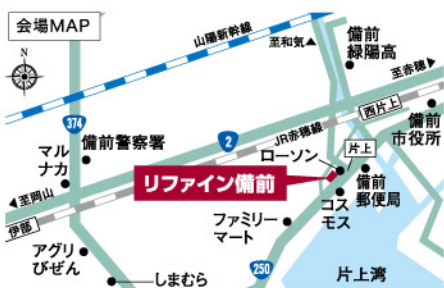 会場MAP
N
山陽新幹線
至和気▲
備前
緑陽高
至赤穂▶
374
備前警察署
2
JR赤穂線
西片上
備前
市役所
マル
ナカ
ローソン
片上
リファイン備前
備前
郵便局
◀至岡山
伊部
コス
モス
ファミリー
マート
アグリ
びぜん
しまむら
250
片上湾